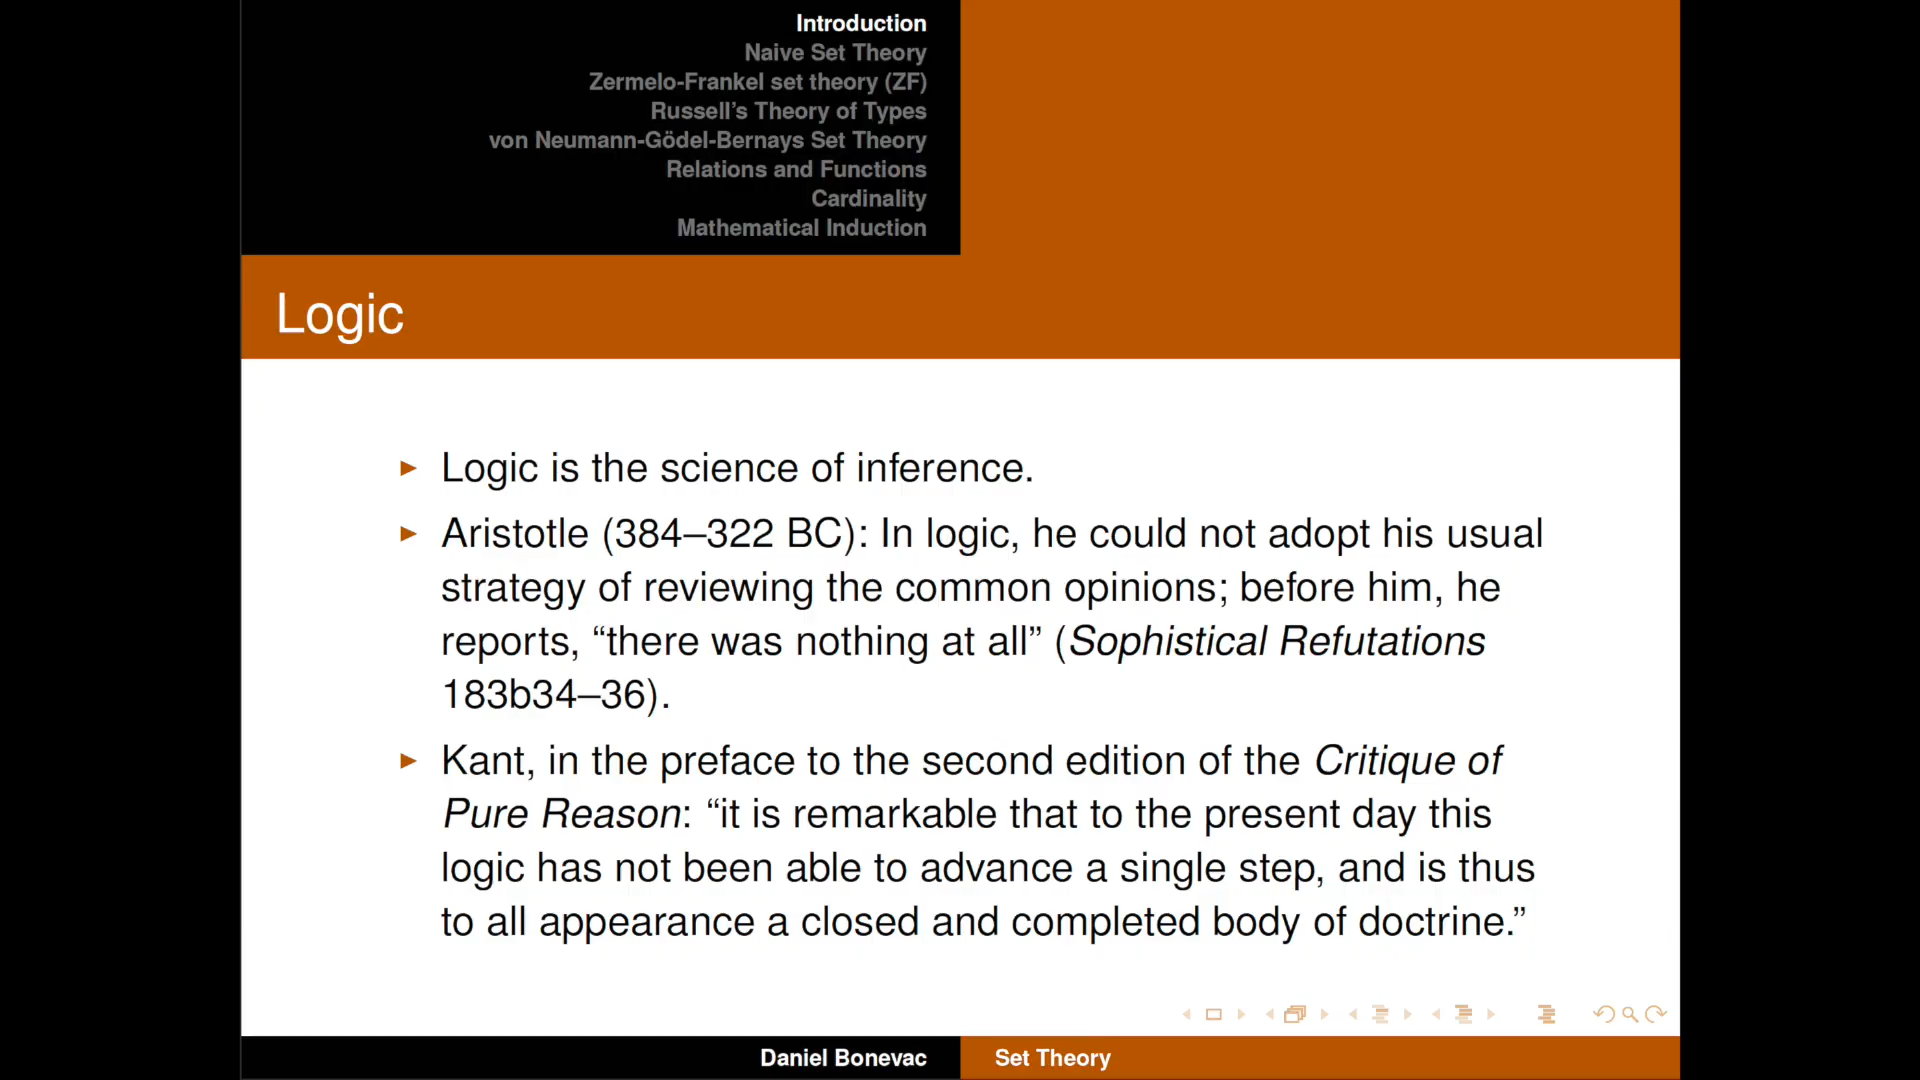 Introduction
Naive Set Theory
Zermelo-Frankel set theory (ZF)
Russell’s Theory of Types
von Neumann-Gödel-Bernays Set Theory
Relations and Functions
Cardinality
Mathematical Induction
Logic
Logic is the science of inference.
Aristotle (384–322 BC): In logic, he could not adopt his usual
strategy of reviewing the common opinions; before him, he
reports, “there was nothing at all” (Sophistical Refutations
183b34–36).
Kant, in the preface to the second edition of the Critique of
Pure Reason: “it is remarkable that to the present day this
logic has not been able to advance a single step, and is thus
to all appearance a closed and completed body of doctrine.”
Daniel Bonevac
Set Theory